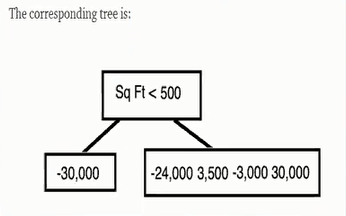 The corresponding tree is:
Sq Ft < 500
-30,000
-24,000 3,500 -3,000 30,000